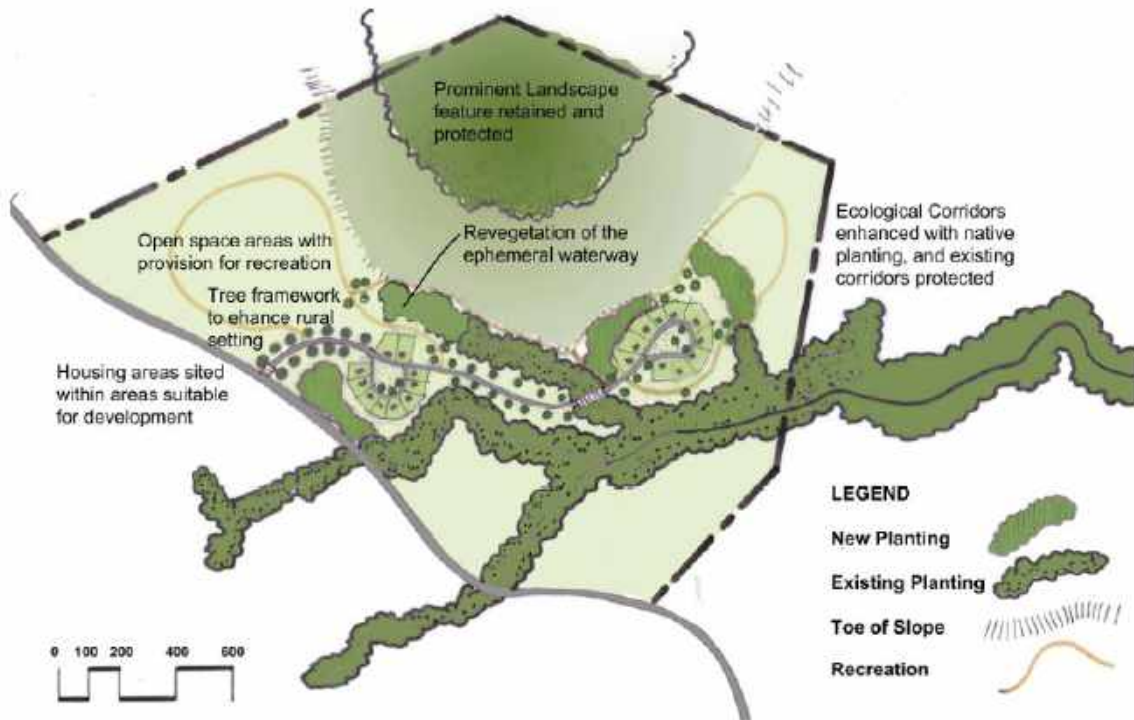 Prominent Landscape
feature retained and
protected
Ecological Corridors
enhanced with native
planting, and existing
corridors protected
Revegetation of the
ephemeral waterway
Open space areas with
provision for recreation
Tree framework
to ehance rural
setting
Housing areas sited
within areas suitable
for development
LEGEND
New Planting
Existing Planting
Toe of Slope
Recreation
0 100 200 400 600